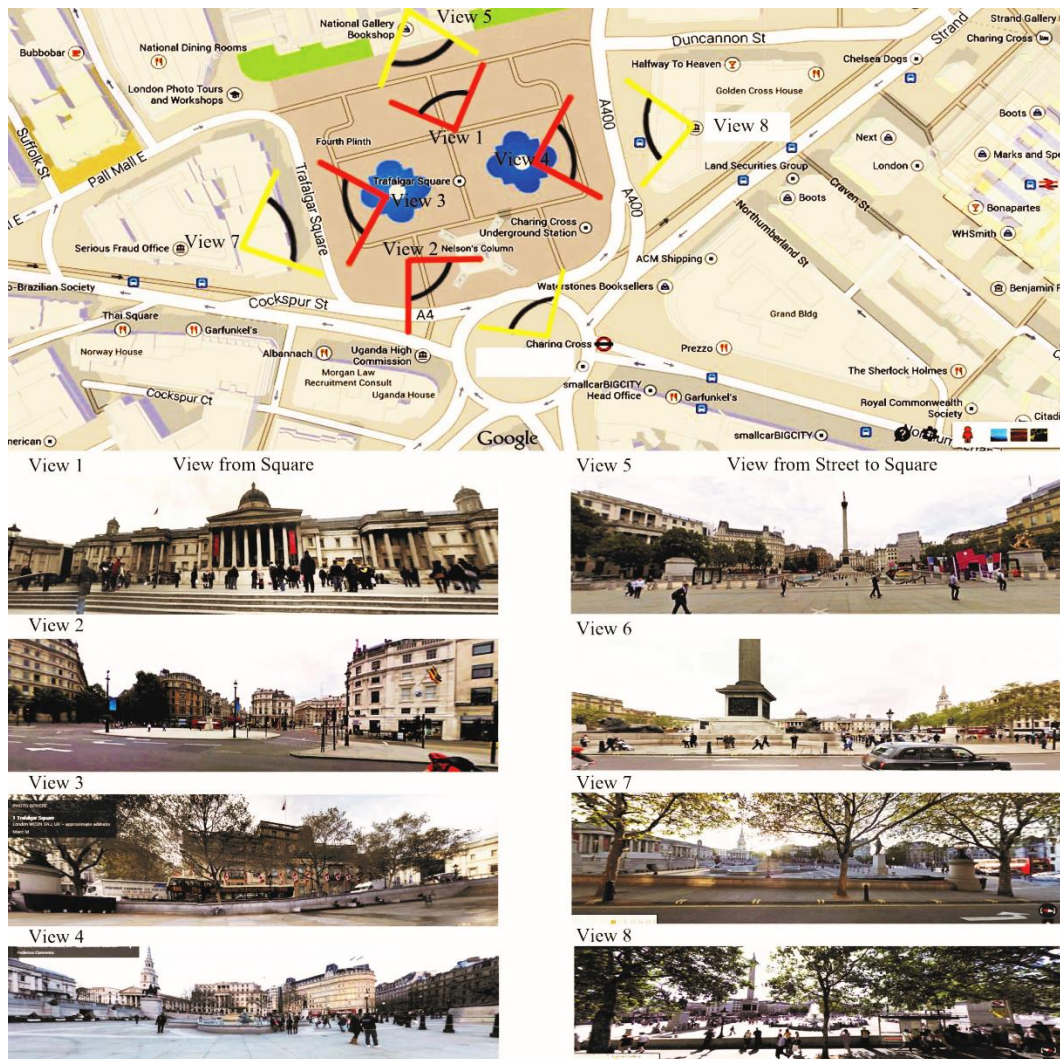 View 5
National Gallery
Bookshop
Strand
Strand Gallery
Charing Cross
Bubbobar
National Dining Rooms
Duncannon St
Chelsea Dogs
Halfway To Heaven
Golden Cross House
London Photo Tours
and Workshops
A400
Boots
Suffolk St
View 1
View 8
Next
Fourth Plinth
Marks and Spe
Pall Mall E
View 4
Land Securities Group
London
Trafalgar Square
Trafalgar Square
Craven St
Boots
Bonapartes
View 3
A400
Northumberland St
Charing Cross
Underground Station
WHSmith
View 7
Serious Fraud Office
View 2
Nelson's Column
ACM Shipping
o-Brazilian Society
Waterstones Booksellers
Benjamin F
Cockspur St
A4
Grand Bldg
Thai Square
Garfunkel's
Charing Cross
Prezzo
Norway House
Albannach
Uganda High
Commission
Morgan Law
Recruitment Consult
Uganda House
smallcarBIGCITY
Head Office
The Sherlock Holmes
Cockspur Ct
Garfunkel's
Royal Commonwealth
Society
Citadi
merican
Google
smallcarBIGCITY
View 1
View from Square
View 5
View from Street to Square
View 2
View 6
View 3
View 7
PHOTO SPHERE
1 Trafalgar Square
View 4
View 8